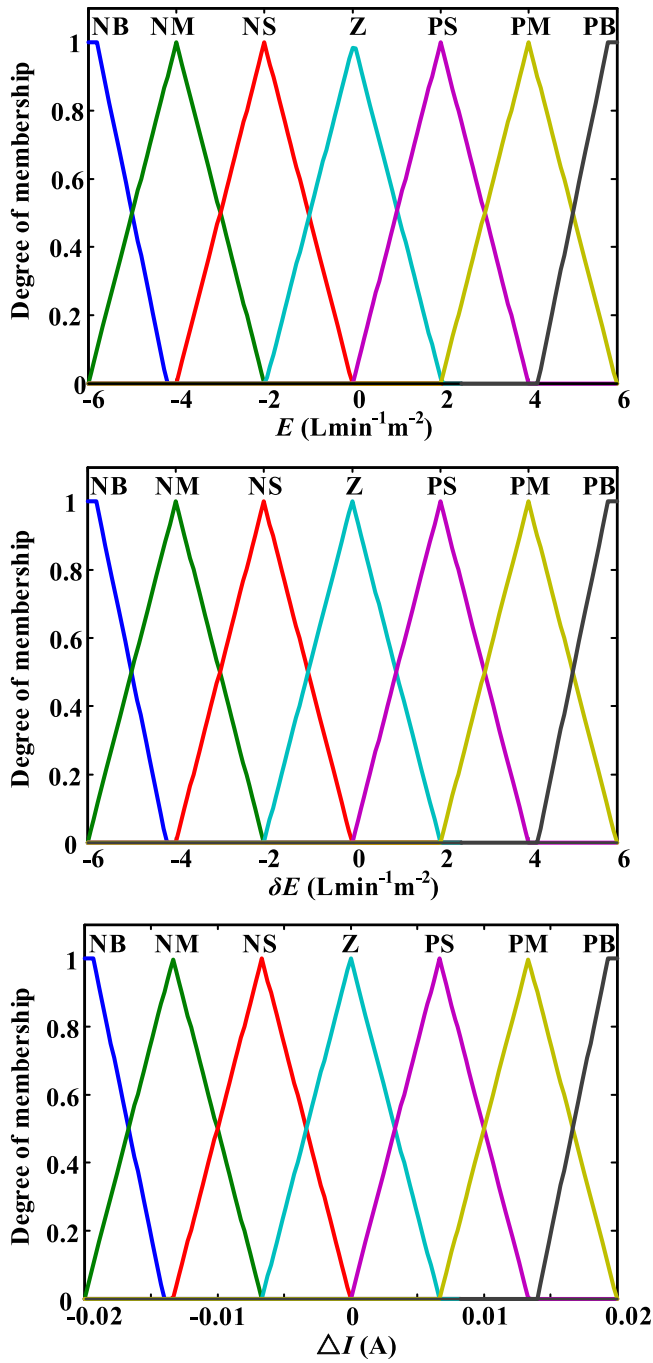 NB NM NS Z PS PM PB
1
0.8
0.6
0.4
0.2
0
Degree of membership
-6 -4 -2 0 2 4 6
E (Lmin⁻¹m⁻²)
NB NM NS Z PS PM PB
1
0.8
0.6
0.4
0.2
0
Degree of membership
-6 -4 -2 0 2 4 6
δE (Lmin⁻¹m⁻²)
NB NM NS Z PS PM PB
1
0.8
0.6
0.4
0.2
0
Degree of membership
-0.02 -0.01 0 0.01 0.02
△I (A)